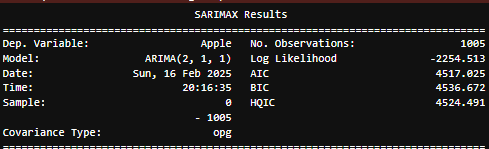 SARIMAX Results
==============================================================================
Dep. Variable: Apple No. Observations: 1005
Model: ARIMA(2, 1, 1) Log Likelihood -2254.513
Date: Sun, 16 Feb 2025 AIC 4517.025
Time: 20:16:35 BIC 4536.672
Sample: 0 HQIC 4524.491
- 1005
Covariance Type: opg
==============================================================================